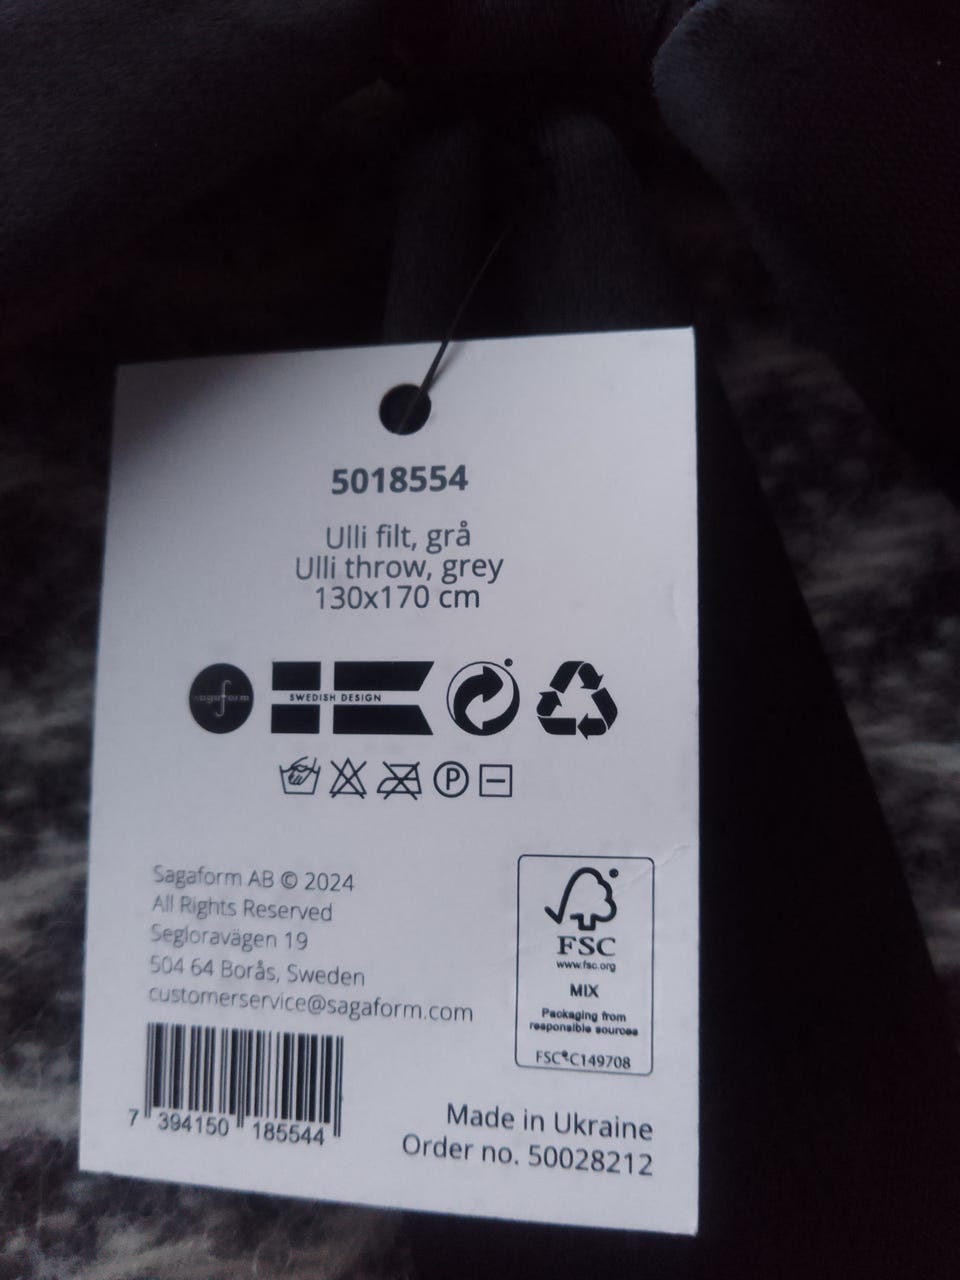 5018554
Ulli filt, grå
Ulli throw, grey
130x170 cm
sagaform
SWEDISH DESIGN
P
Sagaform AB © 2024
All Rights Reserved
Segloravägen 19
504 64 Borås, Sweden
customerservice@sagaform.com
FSC
www.fsc.org
MIX
Packaging from
responsible sources
FSC® C149708
7 394150 185544
Made in Ukraine
Order no. 50028212